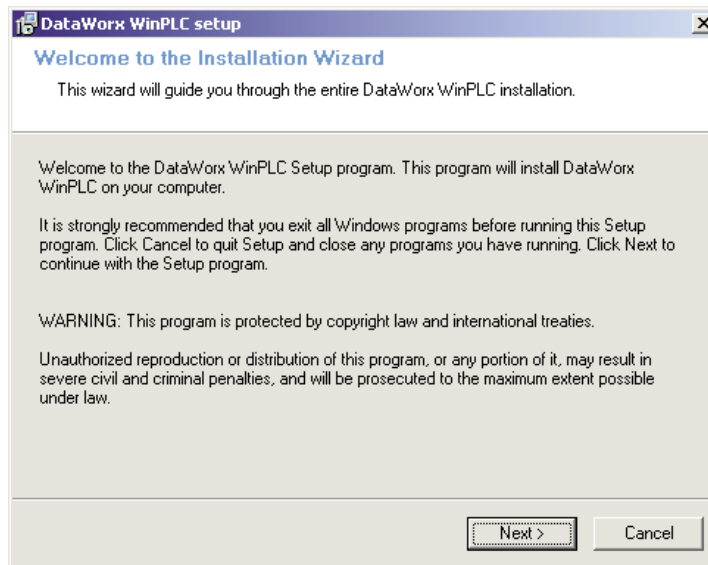 DataWorx WinPLC setup
Welcome to the Installation Wizard
This wizard will guide you through the entire DataWorx WinPLC installation.
Welcome to the DataWorx WinPLC Setup program. This program will install DataWorx
WinPLC on your computer.
It is strongly recommended that you exit all Windows programs before running this Setup
program. Click Cancel to quit Setup and close any programs you have running. Click Next to
continue with the Setup program.
WARNING: This program is protected by copyright law and international treaties.
Unauthorized reproduction or distribution of this program, or any portion of it, may result in
severe civil and criminal penalties, and will be prosecuted to the maximum extent possible
under law.
Next > Cancel